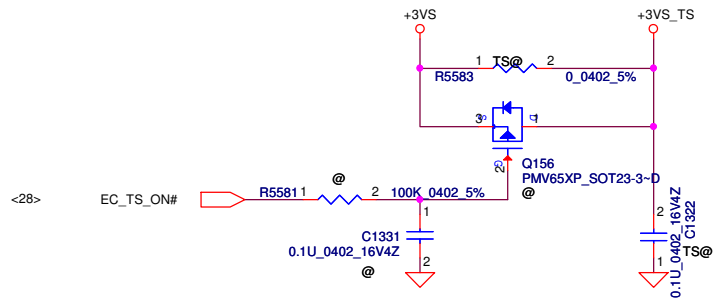 +3VS +3VS_TS
1 TS@ 2
R5583 0_0402_5%
3 S D 1
G
2
Q156
PMV65XP_SOT23-3~D
@
<28> EC_TS_ON# R5581 1 @ 2 100K_0402_5%
1
C1331
0.1U_0402_16V4Z
@ 2
2
C1322
0.1U_0402_16V4Z
TS@
1